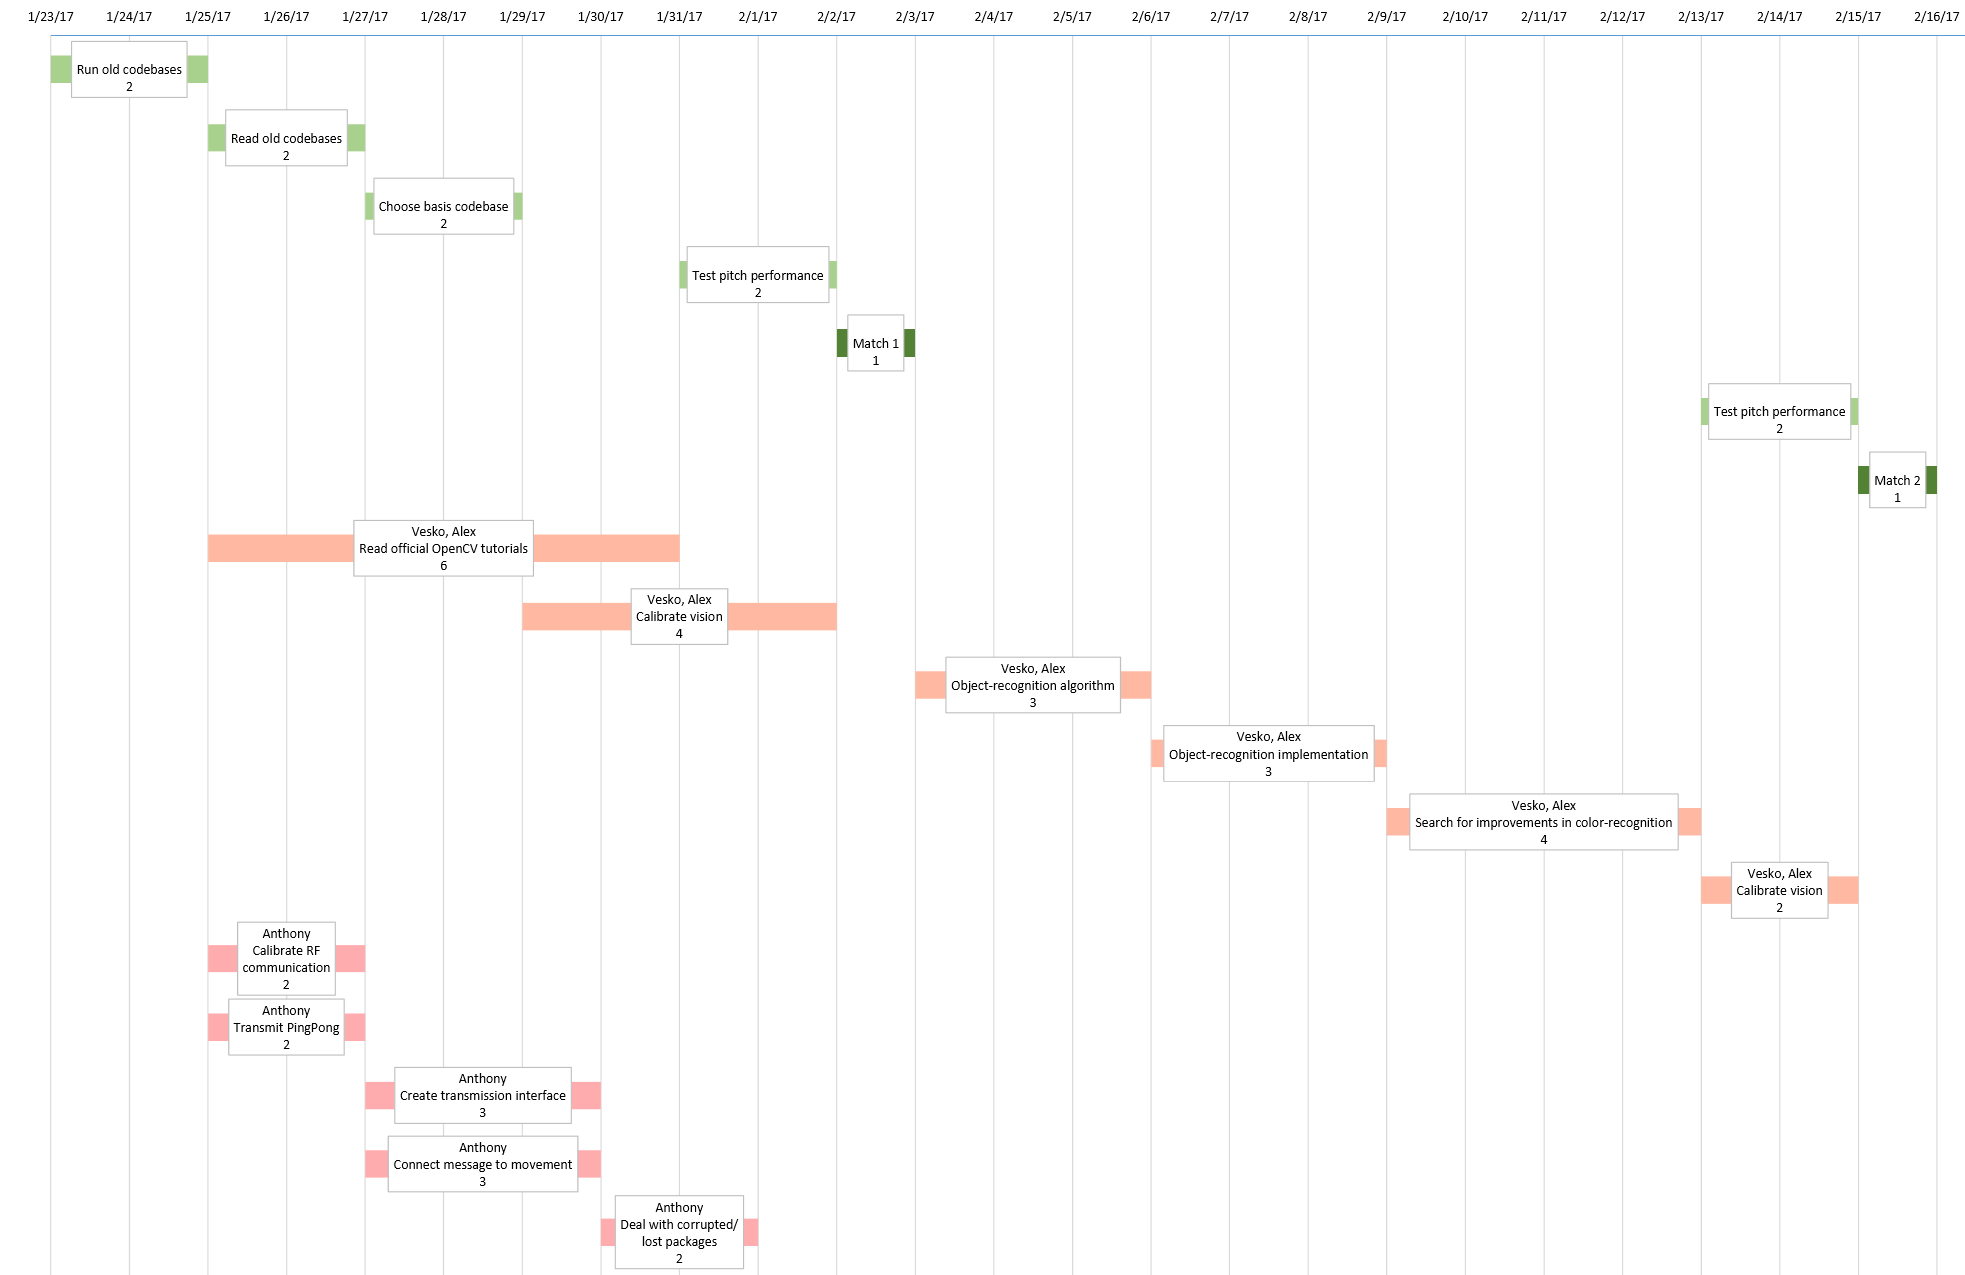 1/23/17 1/24/17 1/25/17 1/26/17 1/27/17 1/28/17 1/29/17 1/30/17 1/31/17 2/1/17 2/2/17 2/3/17 2/4/17 2/5/17 2/6/17 2/7/17 2/8/17 2/9/17 2/10/17 2/11/17 2/12/17 2/13/17 2/14/17 2/15/17 2/16/17
Run old codebases
2
Read old codebases
2
Choose basis codebase
2
Test pitch performance
2
Match 1
1
Test pitch performance
2
Match 2
1
Vesko, Alex
Read official OpenCV tutorials
6
Vesko, Alex
Calibrate vision
4
Vesko, Alex
Object-recognition algorithm
3
Vesko, Alex
Object-recognition implementation
3
Vesko, Alex
Search for improvements in color-recognition
4
Vesko, Alex
Calibrate vision
2
Anthony
Calibrate RF
communication
2
Anthony
Transmit PingPong
2
Anthony
Create transmission interface
3
Anthony
Connect message to movement
3
Anthony
Deal with corrupted/
lost packages
2